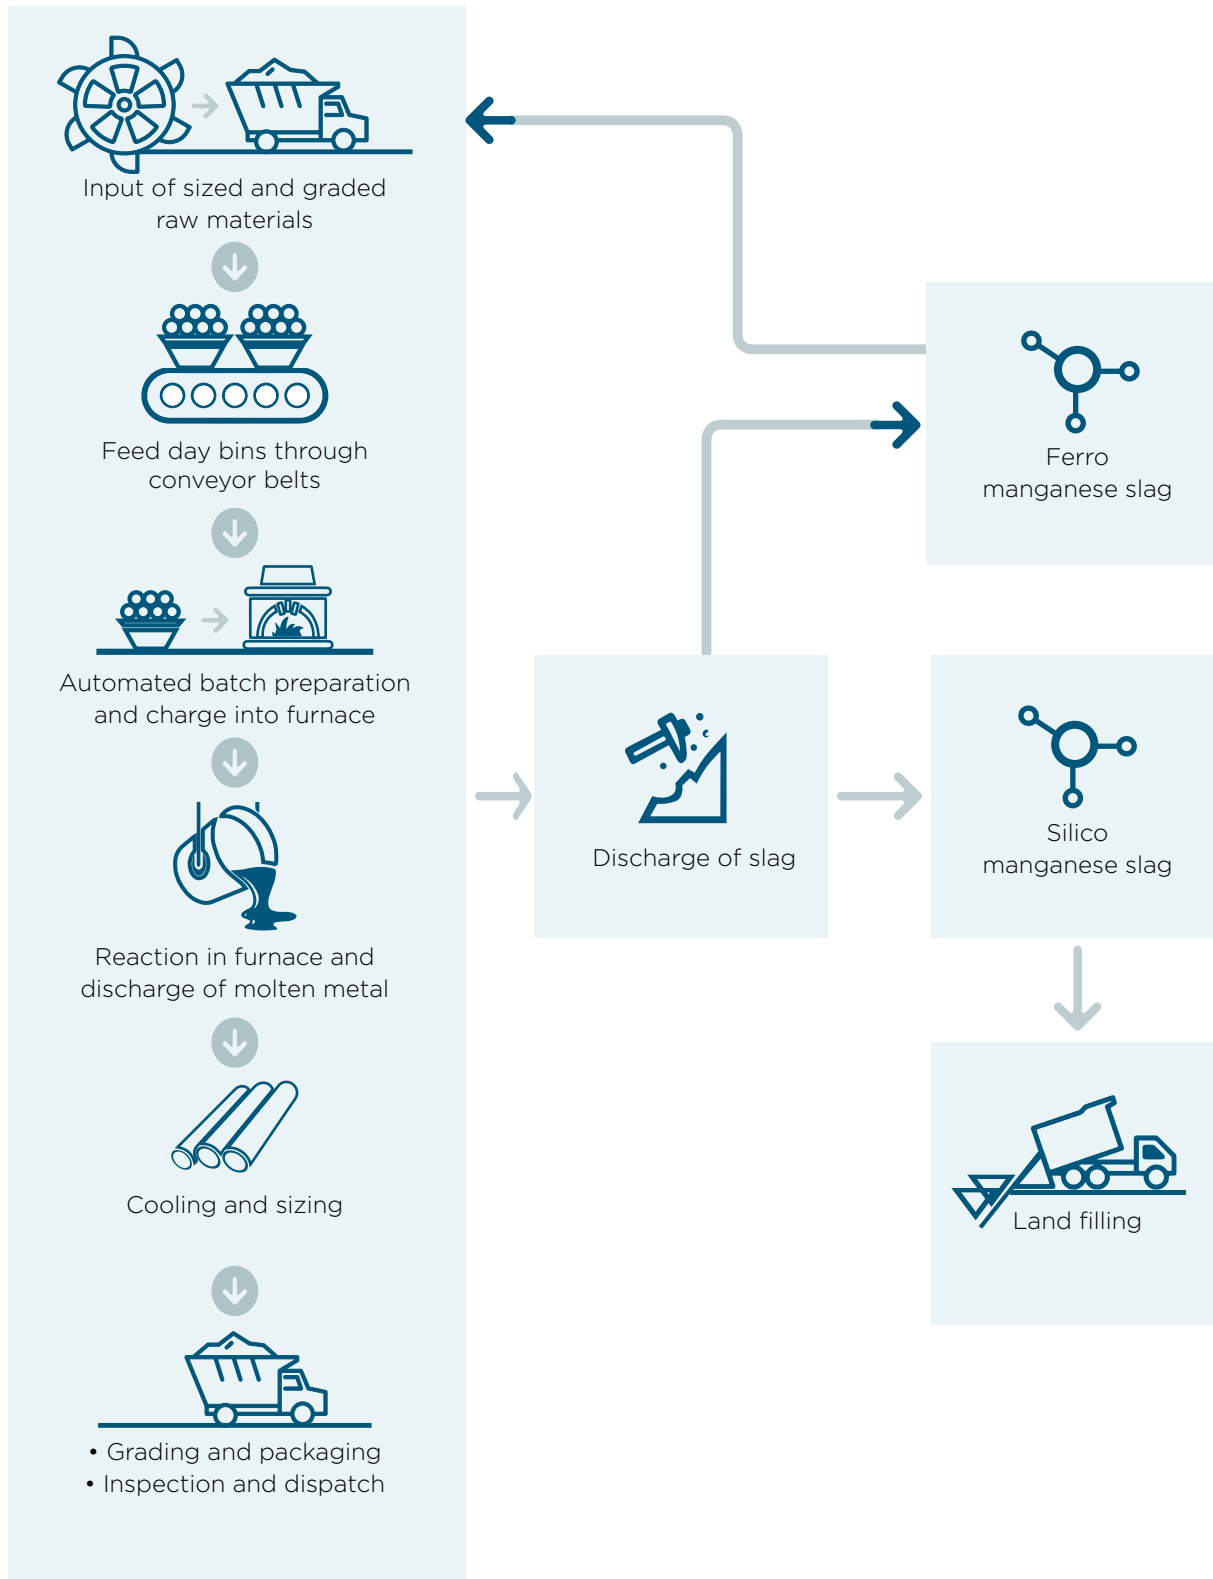 Input of sized and graded
raw materials
Feed day bins through
conveyor belts
Automated batch preparation
and charge into furnace
Reaction in furnace and
discharge of molten metal
Cooling and sizing
• Grading and packaging
• Inspection and dispatch
Discharge of slag
Ferro
manganese slag
Silico
manganese slag
Land filling